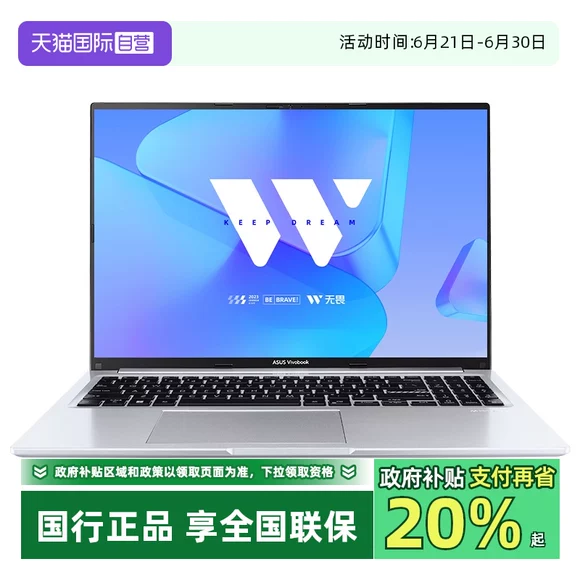 天猫国际自营
活动时间:6月21日-6月30日
KEEP DREAM
BE BRAVE!
无畏
ASUS Vivobook
政府补贴区域和政策以领取页面为准，下拉领取资格
国行正品 享全国联保
政府补贴 支付再省
20%起